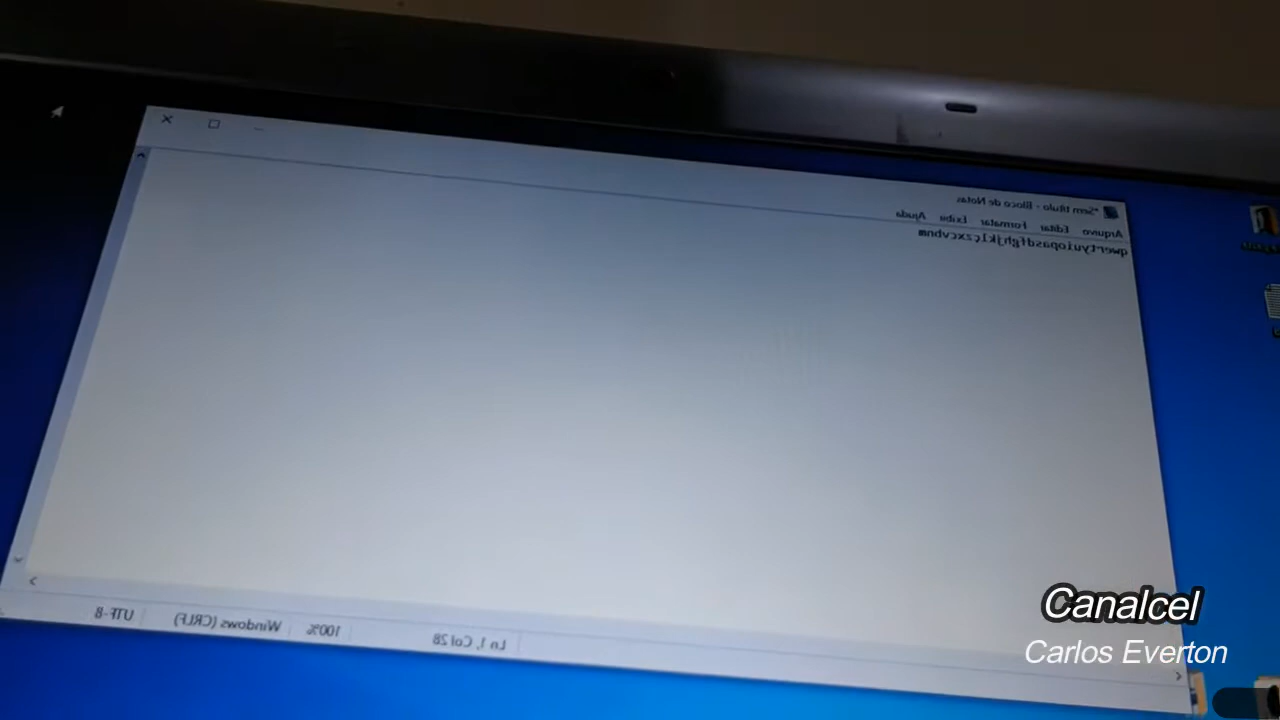 *Sem título - Bloco de Notas
Arquivo Editar Formatar Exibir Ajuda
qwertyuiopasdfghjklçzxcvbnm
Ln 1, Col 28 100% Windows (CRLF) UTF-8
Canalcel
Carlos Everton